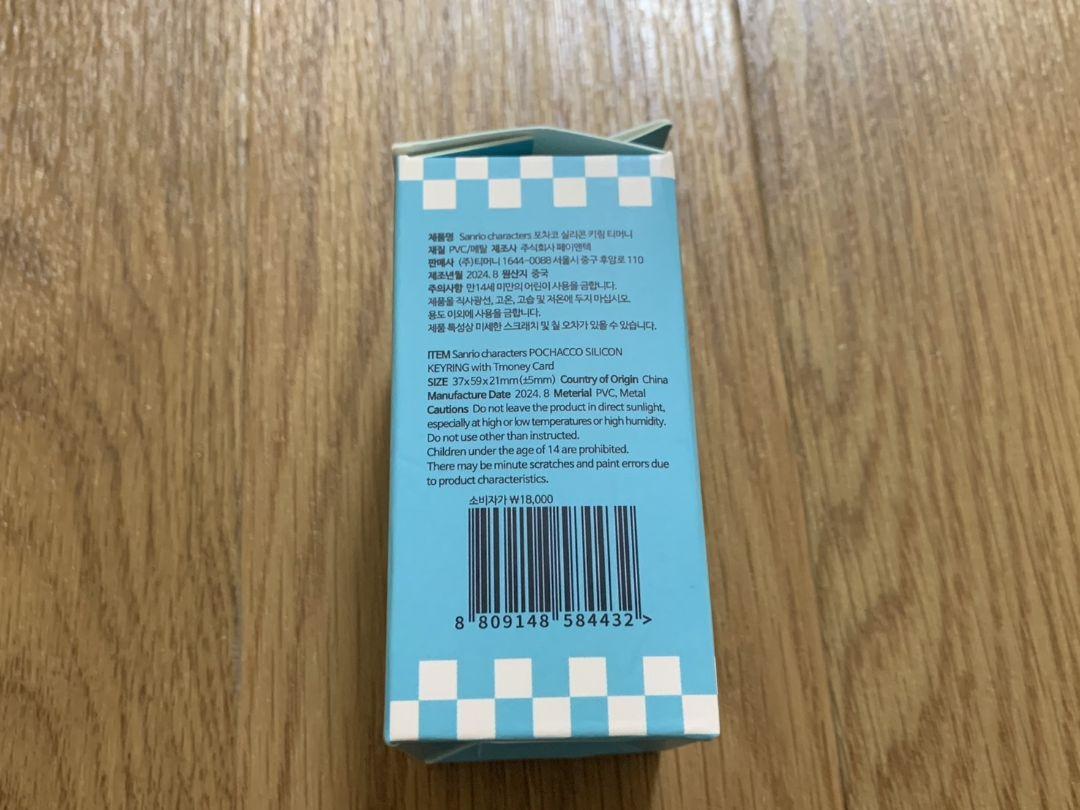 제품명 Sanrio characters 포차코 실리콘 키링 티머니
재질 PVC/메탈 제조사 주식회사 페이앤텍
판매사 (주)티머니 1644-0088 서울시 중구 후암로 110
제조년월 2024. 8 원산지 중국
주의사항 만14세 미만의 어린이 사용을 금합니다.
제품을 직사광선, 고온, 고습 및 저온에 두지 마십시오.
용도 이외에 사용을 금합니다.
제품 특성상 미세한 스크래치 및 칠 오차가 있을 수 있습니다.
ITEM Sanrio characters POCHACCO SILICON
KEYRING with Tmoney Card
SIZE 37x59x21mm(±5mm) Country of Origin China
Manufacture Date 2024. 8 Meterial PVC, Metal
Cautions Do not leave the product in direct sunlight,
especially at high or low temperatures or high humidity.
Do not use other than instructed.
Children under the age of 14 are prohibited.
There may be minute scratches and paint errors due
to product characteristics.
소비자가 ₩18,000
8 809148 584432 >